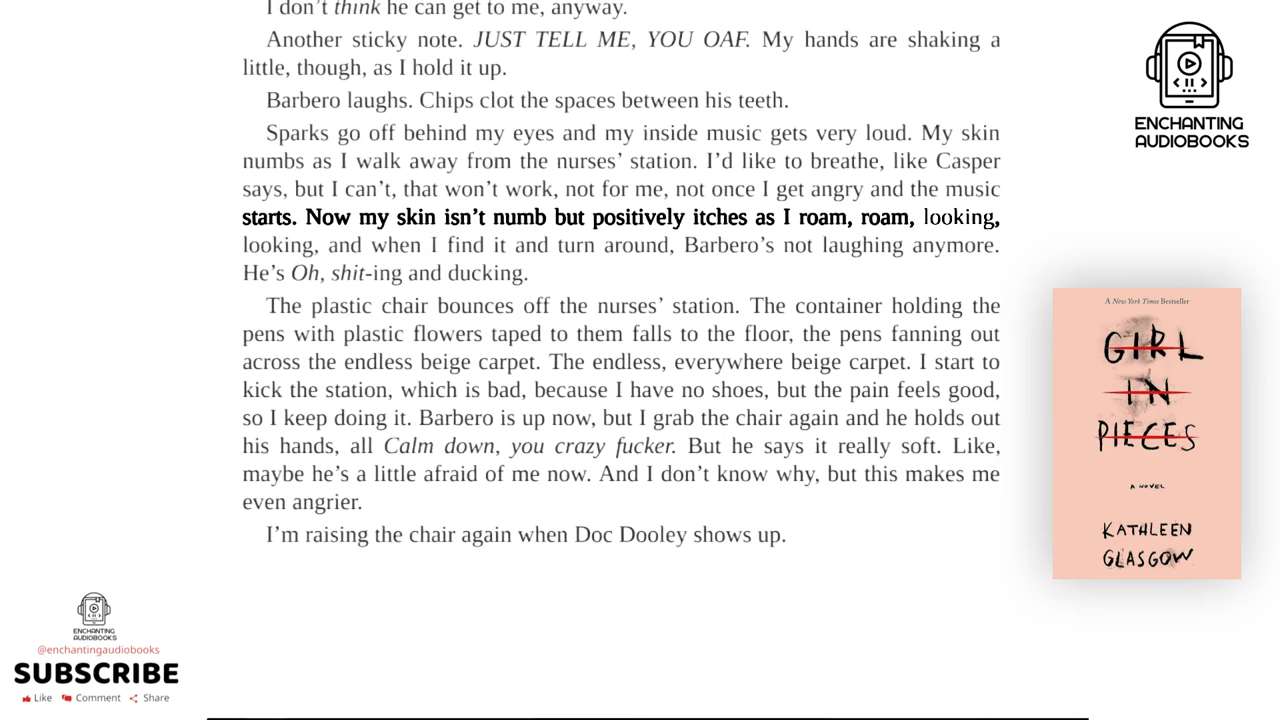 I don't think he can get to me, anyway.
Another sticky note. JUST TELL ME, YOU OAF. My hands are shaking a
little, though, as I hold it up.
Barbero laughs. Chips clot the spaces between his teeth.
Sparks go off behind my eyes and my inside music gets very loud. My skin
numbs as I walk away from the nurses' station. I'd like to breathe, like Casper
says, but I can't, that won't work, not for me, not once I get angry and the music
starts. Now my skin isn't numb but positively itches as I roam, roam, looking,
looking, and when I find it and turn around, Barbero's not laughing anymore.
He's Oh, shit-ing and ducking.
The plastic chair bounces off the nurses' station. The container holding the
pens with plastic flowers taped to them falls to the floor, the pens fanning out
across the endless beige carpet. The endless, everywhere beige carpet. I start to
kick the station, which is bad, because I have no shoes, but the pain feels good,
so I keep doing it. Barbero is up now, but I grab the chair again and he holds out
his hands, all Calm down, you crazy fucker. But he says it really soft. Like,
maybe he's a little afraid of me now. And I don't know why, but this makes me
even angrier.
I'm raising the chair again when Doc Dooley shows up.
ENCHANTING
AUDIOBOOKS
A New York Times Bestseller
GIRL
IN
PIECES
A NOVEL
KATHLEEN
GLASGOW
ENCHANTING
AUDIOBOOKS
@enchantingaudiobooks
SUBSCRIBE
Like Comment Share